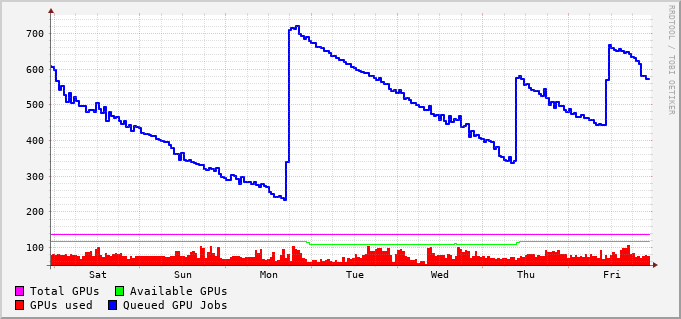 RRDTOOL / TOBI OETIKER
700
600
500
400
300
200
100
Sat Sun Mon Tue Wed Thu Fri
Total GPUs Available GPUs
GPUs used Queued GPU Jobs